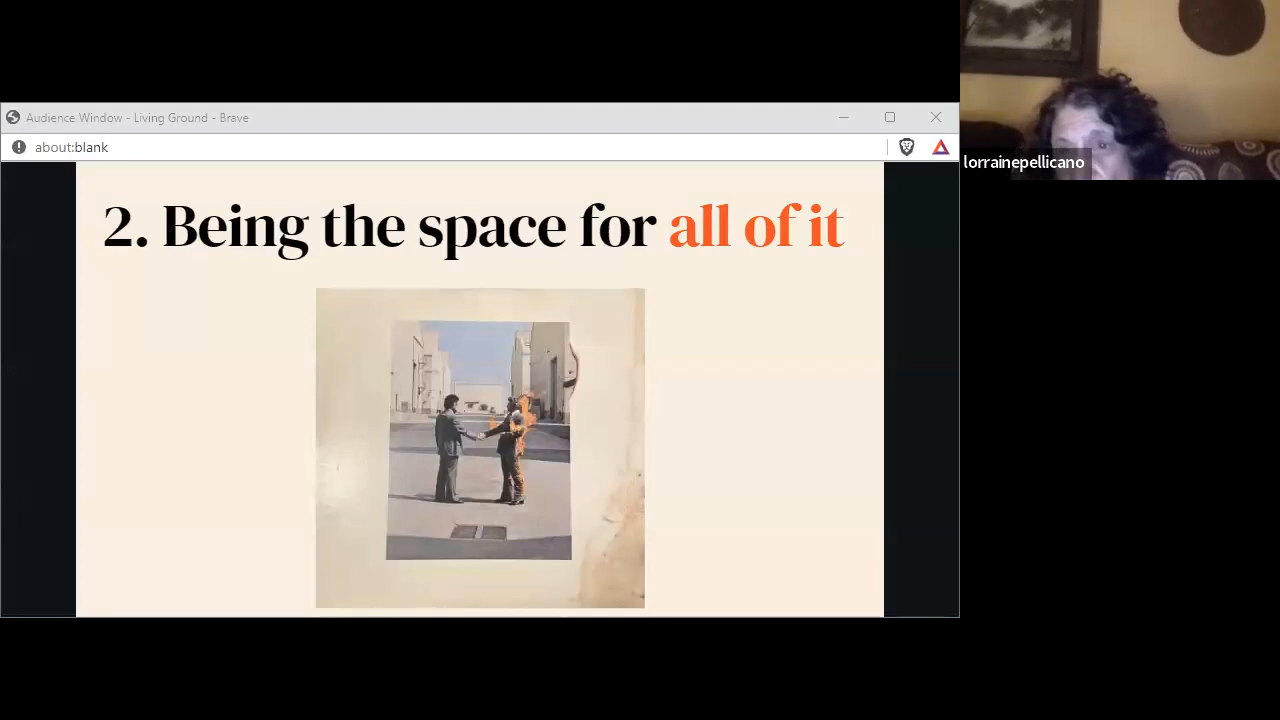 Audience Window - Living Ground - Brave
about:blank
2. Being the space for all of it
lorrainepellicano